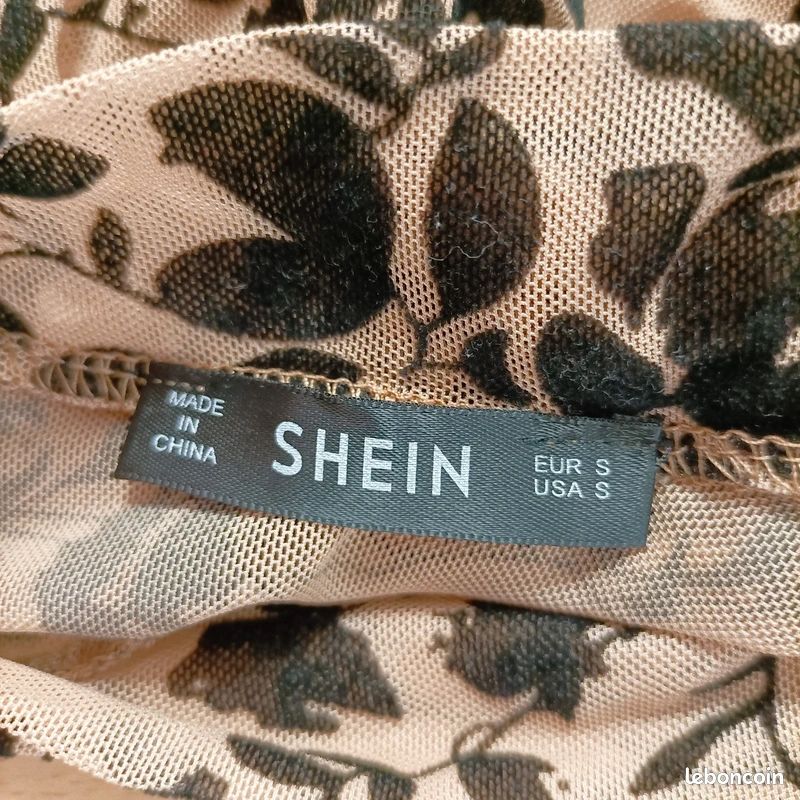 MADE
IN
CHINA
SHEIN
EUR S
USA S
leboncoin